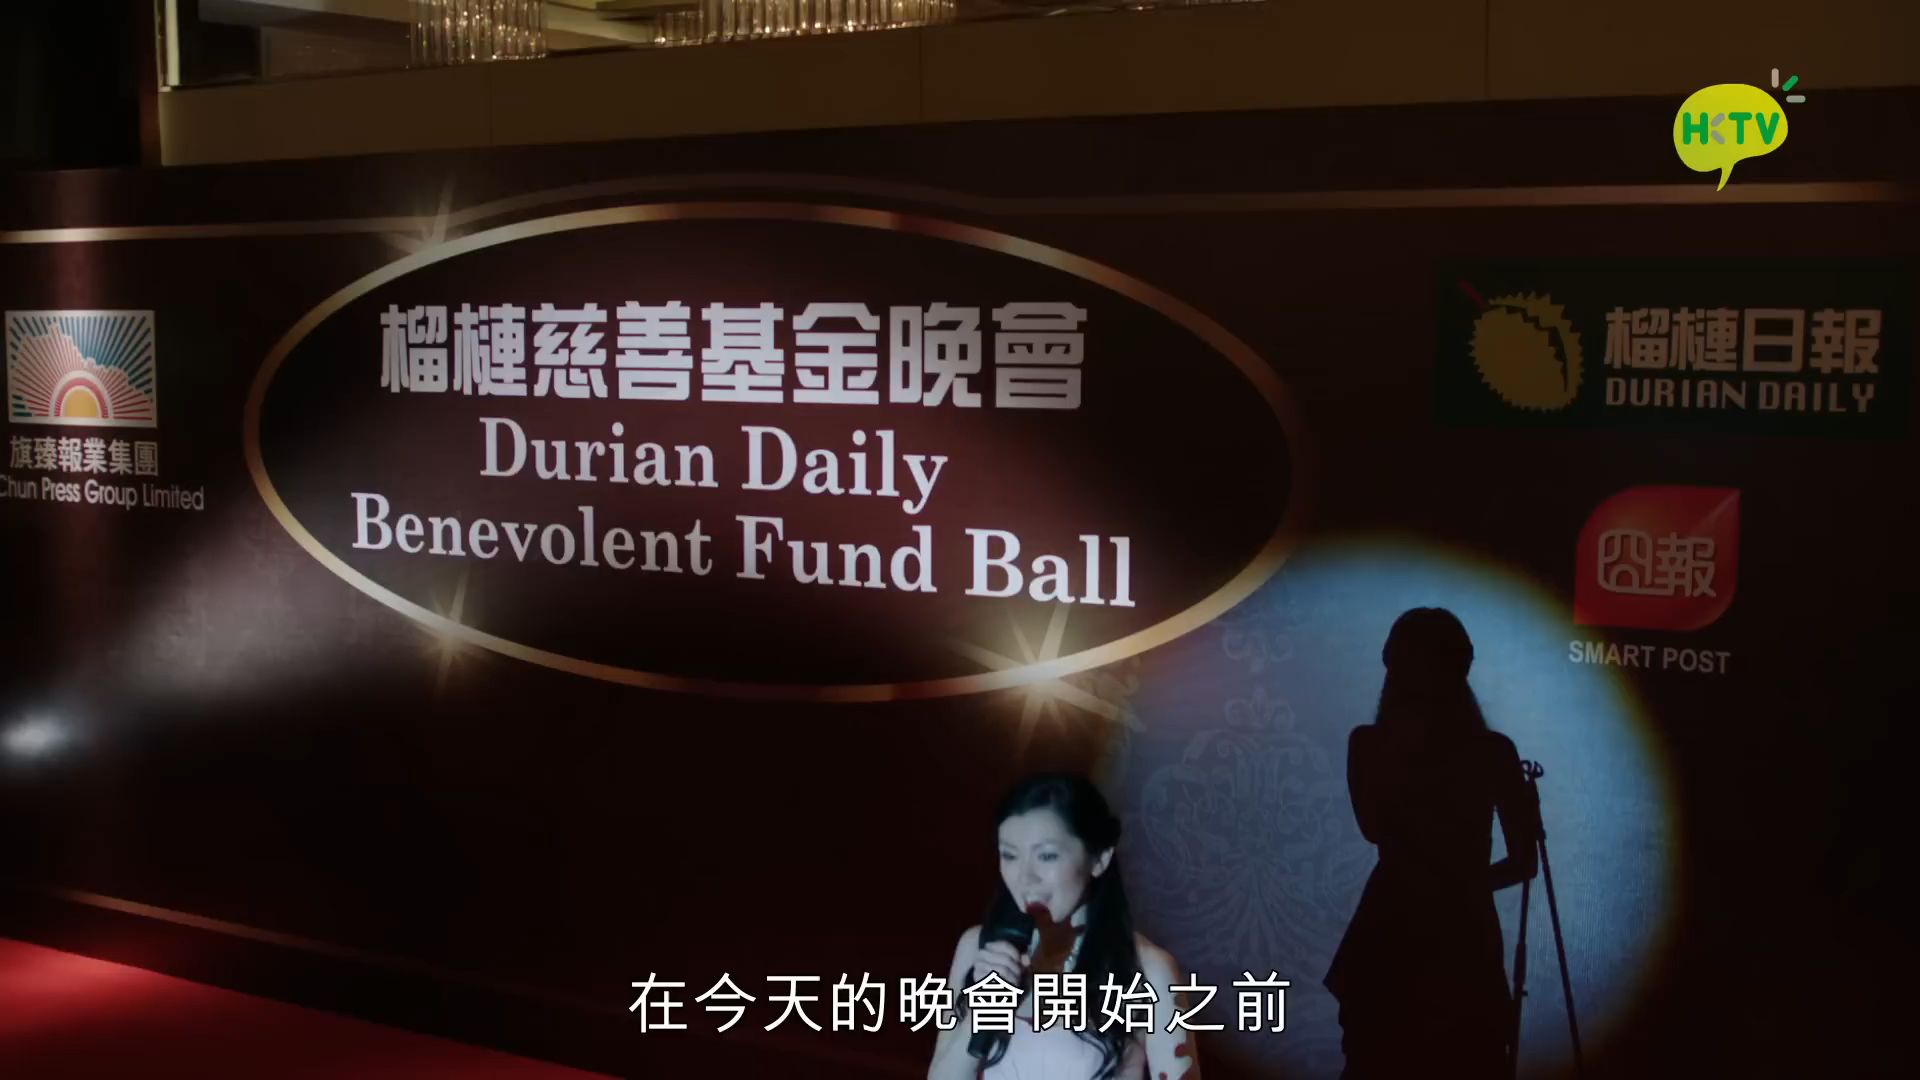 HKTV
榴槤慈善基金晚會
Durian Daily
Benevolent Fund Ball
旗臻報業集團
Chun Press Group Limited
榴槤日報
DURIAN DAILY
囧報
SMART POST
在今天的晚會開始之前